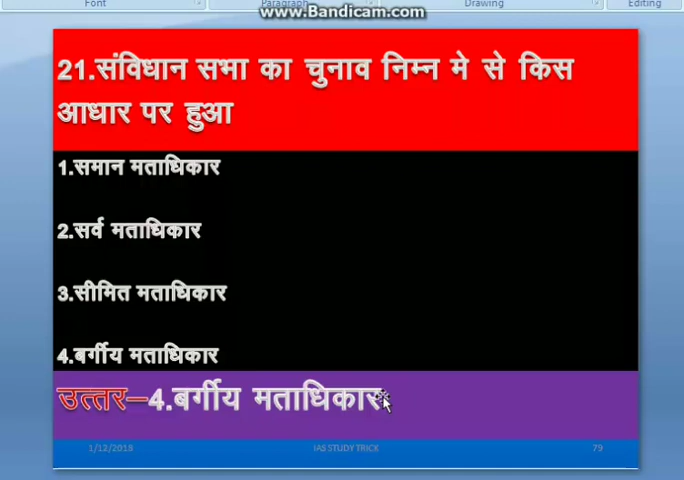 Font Paragraph Drawing Editing
www.Bandicam.com
21.संविधान सभा का चुनाव निम्न मे से किस
आधार पर हुआ
1.समान मताधिकार
2.सर्व मताधिकार
3.सीमित मताधिकार
4.बर्गीय मताधिकार
उत्तर–4.बर्गीय मताधिकार
1/12/2013 IAS STUDY TRICK 79